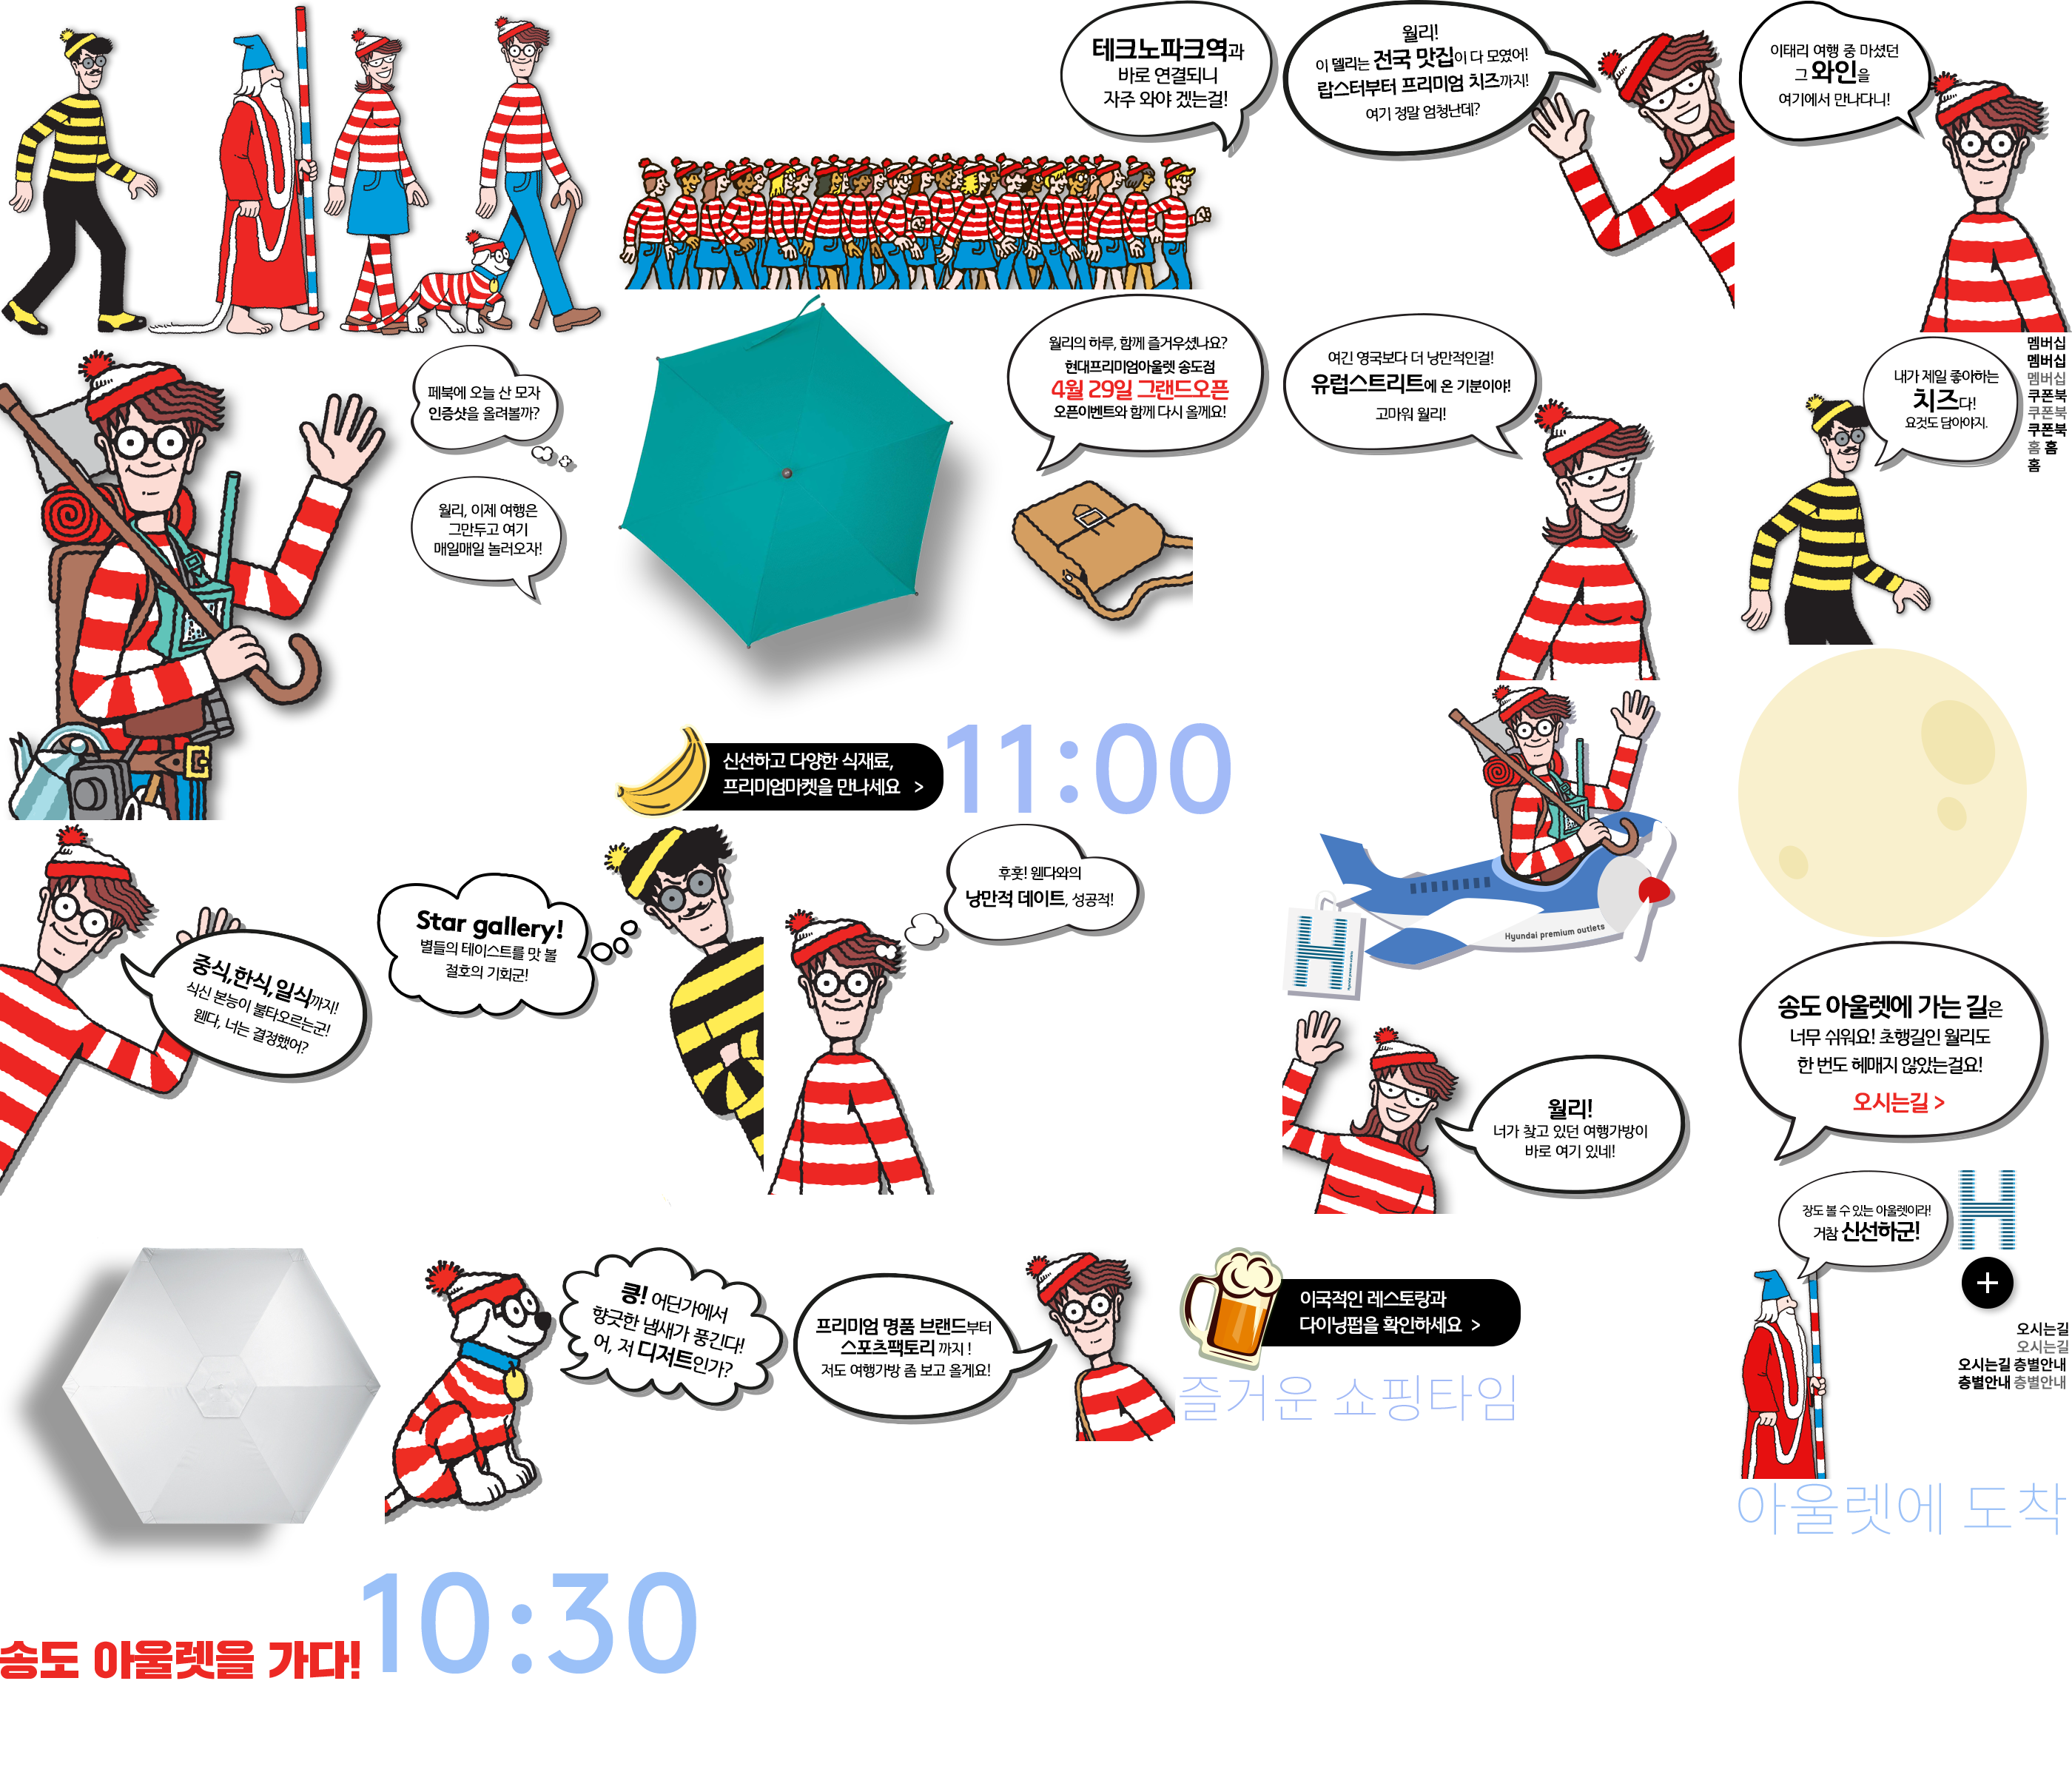 테크노파크역과
바로 연결되니
자주 와야 겠는걸!
월리!
이 델리는 전국 맛집이 다 모였어!
랍스터부터 프리미엄 치즈까지!
여기 정말 엄청난데?
이태리 여행 중 마셨던
그 와인을
여기에서 만나다니!
페북에 오늘 산 모자
인증샷을 올려볼까?
월리, 이제 여행은
그만두고 여기
매일매일 놀러오자!
월리의 하루, 함께 즐거우셨나요?
현대프리미엄아울렛 송도점
4월 29일 그랜드오픈
오픈이벤트와 함께 다시 올께요!
여긴 영국보다 더 낭만적인걸!
유럽스트리트에 온 기분이야!
고마워 월리!
내가 제일 좋아하는
치즈다!
요것도 담아야지.
멤버십
멤버십
멤버십
쿠폰북
쿠폰북
쿠폰북
홈 홈
홈
신선하고 다양한 식재료,
프리미엄마켓을 만나세요 >
11:00
중식,한식,일식까지!
식신 본능이 불타오르는군!
웬다, 너는 결정했어?
Star gallery!
별들의 테이스트를 맛 볼
절호의 기회군!
후훗! 웬다와의
낭만적 데이트, 성공적!
Hyundai premium outlets
H
월리!
너가 찾고 있던 여행가방이
바로 여기 있네!
송도 아울렛에 가는 길은
너무 쉬워요! 초행길인 월리도
한 번도 헤매지 않았는걸요!
오시는길 >
장도 볼 수 있는 아울렛이라!
거참 신선하군!
H
오시는길
오시는길
오시는길 층별안내
층별안내 층별안내
킁! 어딘가에서
향긋한 냄새가 풍긴다!
어, 저 디저트인가?
프리미엄 명품 브랜드부터
스포츠팩토리 까지 !
저도 여행가방 좀 보고 올게요!
이국적인 레스토랑과
다이닝펍을 확인하세요 >
즐거운 쇼핑타임
아울렛에 도착
10:30
송도 아울렛을 가다!